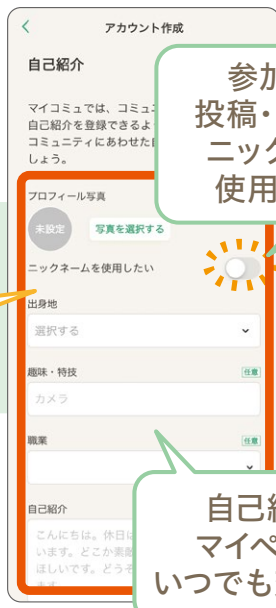 アカウント作成
自己紹介
マイコミュでは、コミュニ
自己紹介を登録できるよ
コミュニティにあわせた
しょう。
プロフィール写真
未設定
写真を選択する
ニックネームを使用したい
出身地
選択する
趣味・特技
任意
カメラ
職業
任意
自己紹介
こんにちは。休日は
います。どこか素敵
ほしいです。どうぞ
ます
参加
投稿・
ニック
使用
自己紹
マイペ
いつでも